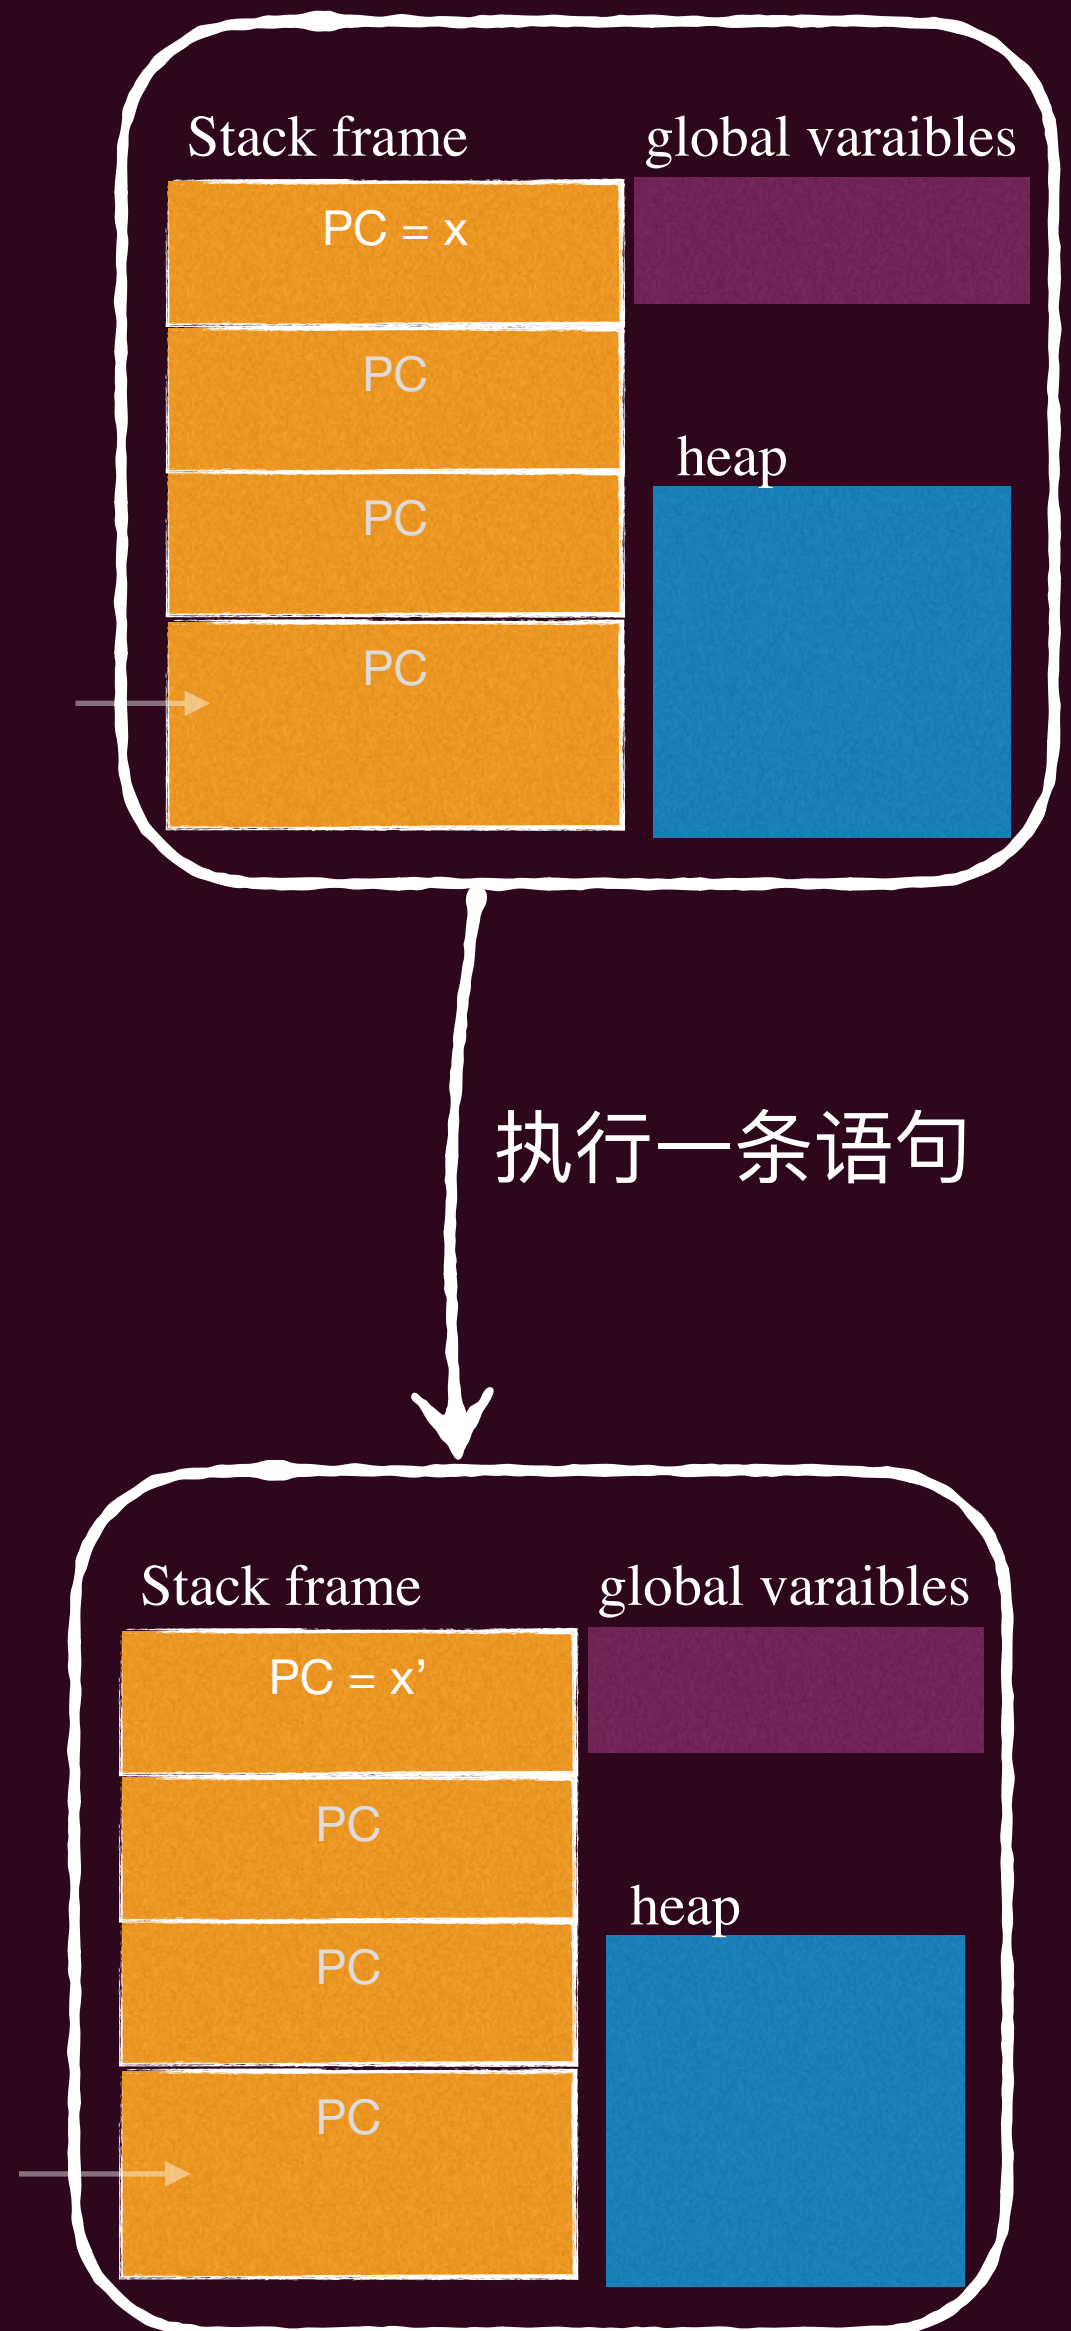 Stack frame
global varaibles
PC = x
PC
PC
PC
heap
执行一条语句
Stack frame
global varaibles
PC = x’
PC
PC
PC
heap